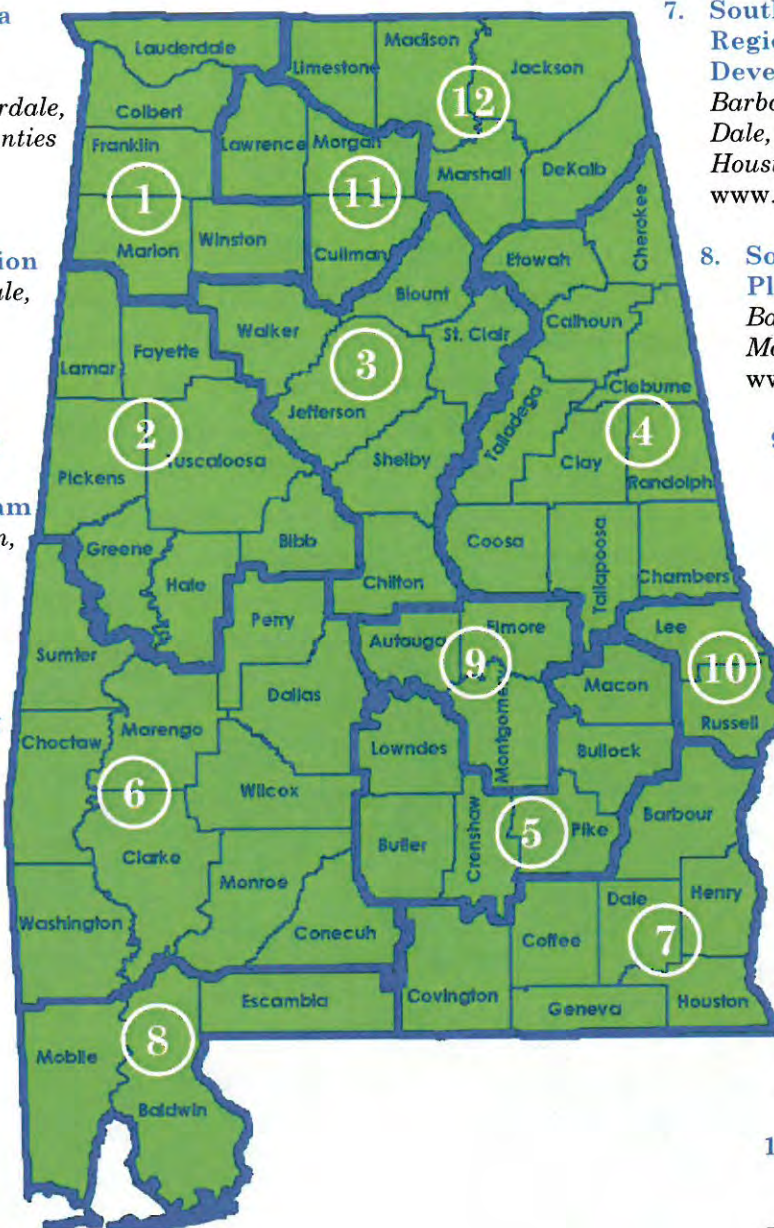 a
rdale,
nties
ion
ale,
am
n,
Lauderdale
Madison
Limestone
Jackson
Colbert
12
Franklin
Lawrence
Morgan
Marshall
DeKalb
1
11
Cherokee
Marion
Winston
Cullman
Etowah
Blount
Walker
St. Clair
Calhoun
Lamar
Fayette
3
Cleburne
Jefferson
Talladega
2
Tuscaloosa
4
Pickens
Shelby
Clay
Randolph
Greene
Bibb
Coosa
Tallapoosa
Hale
Chilton
Chambers
Perry
Autauga
Elmore
Lee
Sumter
9
10
Dallas
Macon
Choctaw
Marengo
Lowndes
Montgomery
Russell
Bullock
6
Wilcox
Crenshaw
5
Pike
Barbour
Butler
Clarke
Monroe
Dale
Henry
Washington
Conecuh
Coffee
7
Escambia
Covington
Geneva
Houston
8
Mobile
Baldwin
7. South
Regio
Deve
Barbo
Dale,
Houst
www.
8. So
Pl
Ba
Mo
ww
9
1